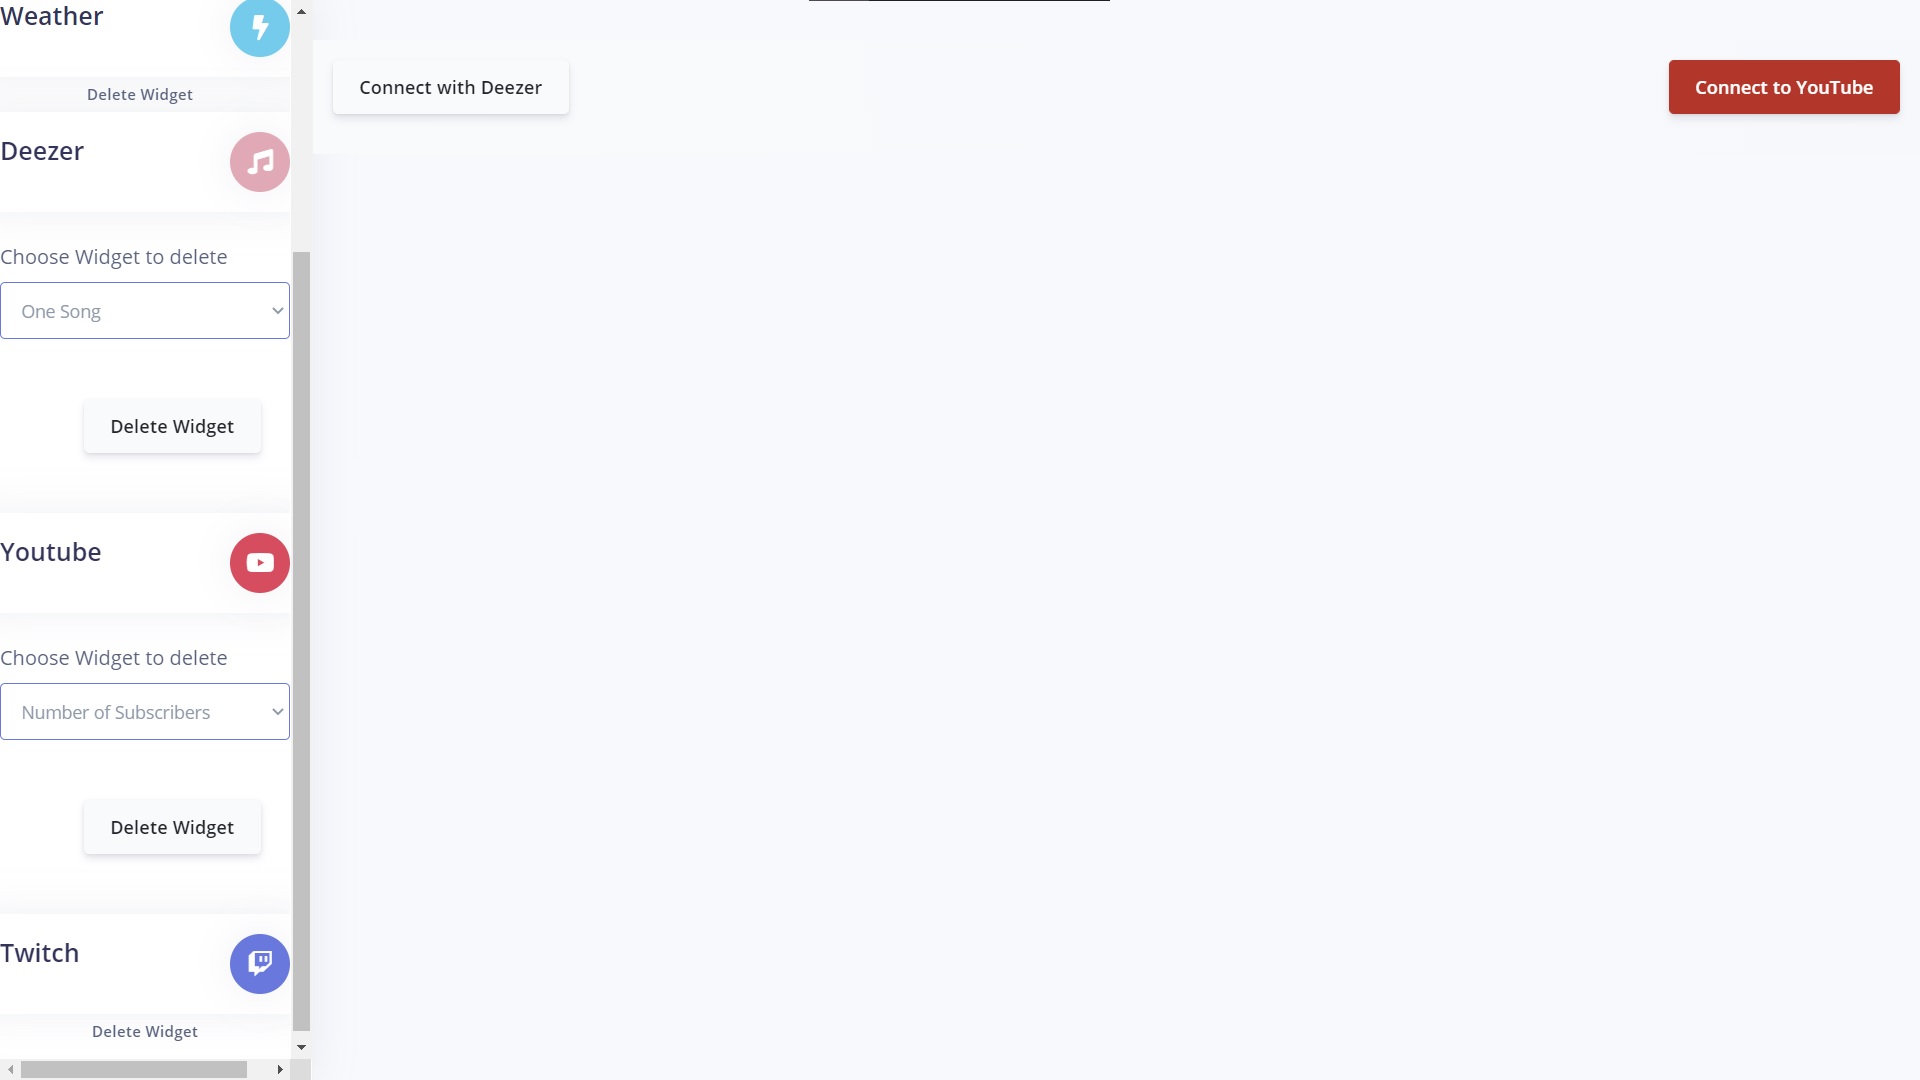 Weather
Delete Widget
Deezer
Choose Widget to delete
One Song
Delete Widget
Youtube
Choose Widget to delete
Number of Subscribers
Delete Widget
Twitch
Delete Widget
Connect with Deezer
Connect to YouTube